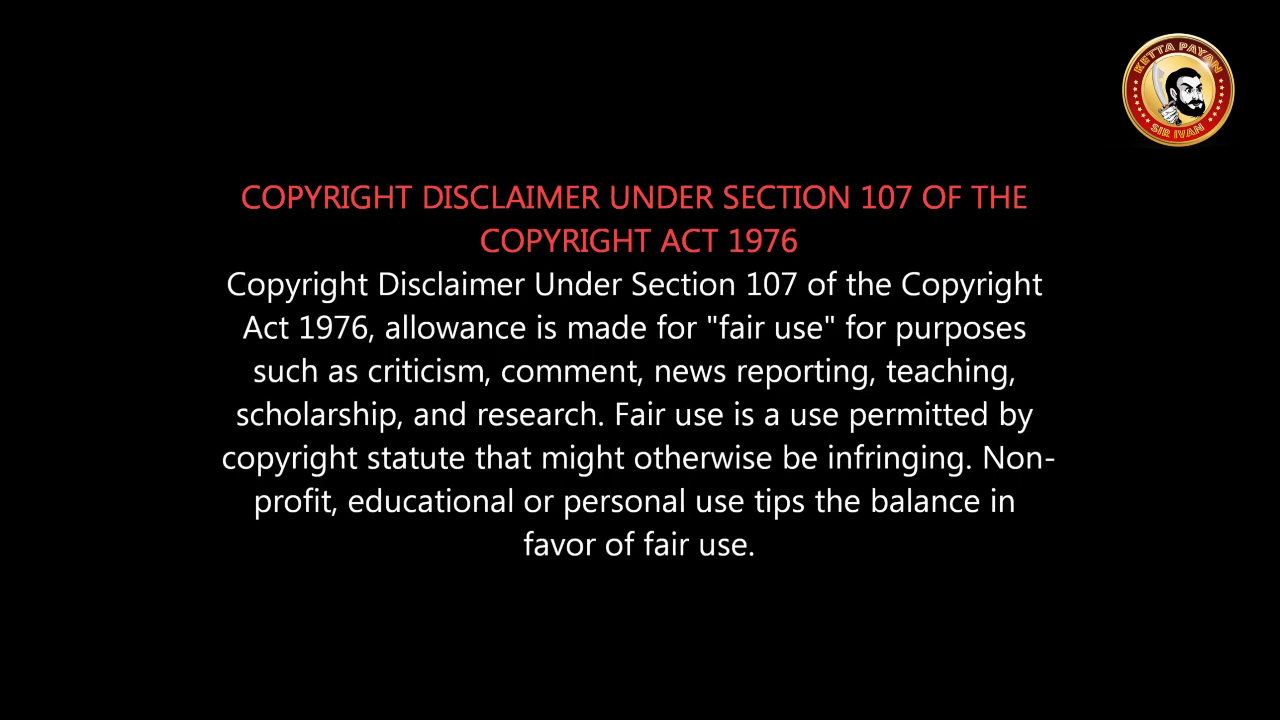 KETTA PAYAN
SIR IVAN
COPYRIGHT DISCLAIMER UNDER SECTION 107 OF THE
COPYRIGHT ACT 1976
Copyright Disclaimer Under Section 107 of the Copyright
Act 1976, allowance is made for "fair use" for purposes
such as criticism, comment, news reporting, teaching,
scholarship, and research. Fair use is a use permitted by
copyright statute that might otherwise be infringing. Non-
profit, educational or personal use tips the balance in
favor of fair use.